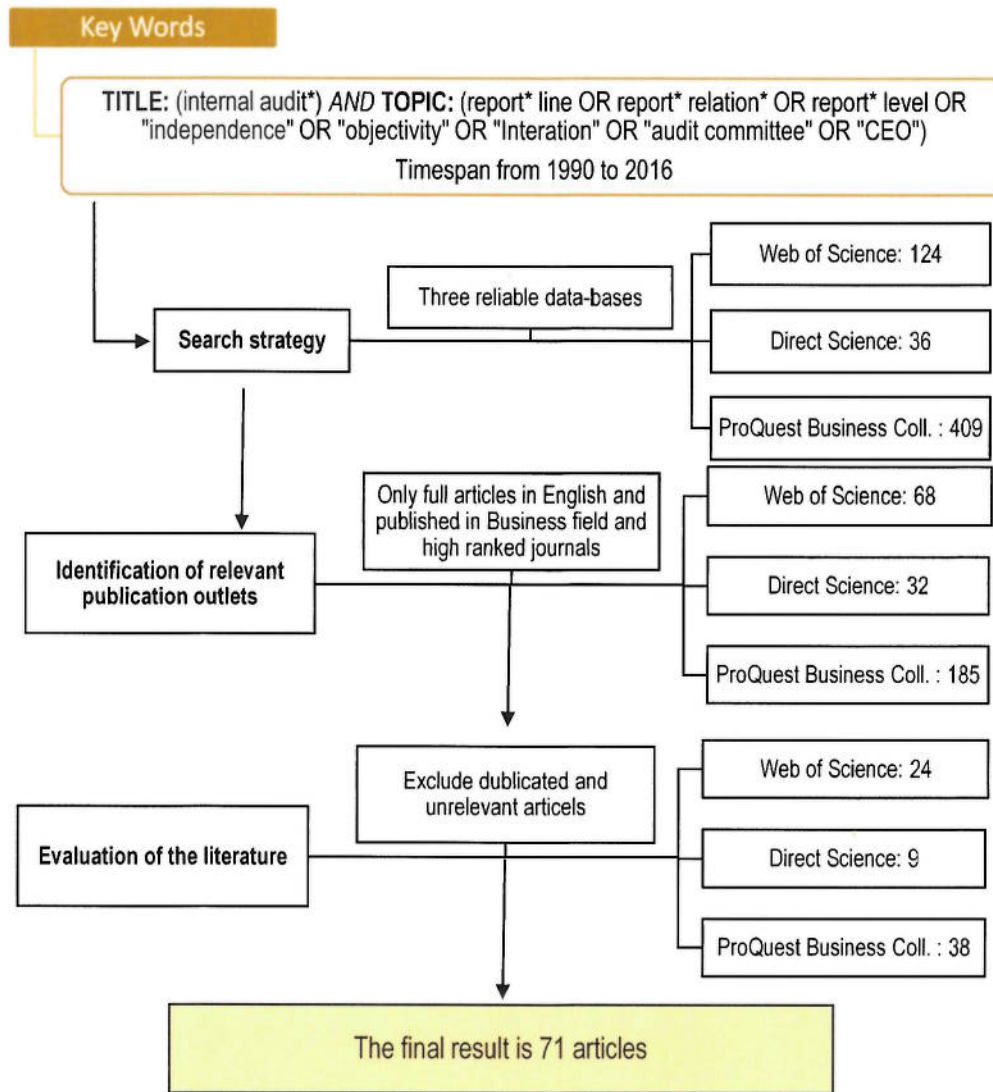 Key Words
TITLE: (internal audit*) AND TOPIC: (report* line OR report* relation* OR report* level OR
"independence" OR "objectivity" OR "Interation" OR "audit committee" OR "CEO")
Timespan from 1990 to 2016
Web of Science: 124
Three reliable data-bases
Search strategy
Direct Science: 36
ProQuest Business Coll. : 409
Only full articles in English and
published in Business field and
high ranked journals
Web of Science: 68
Identification of relevant
publication outlets
Direct Science: 32
ProQuest Business Coll. : 185
Exclude dublicated and
unrelevant articels
Web of Science: 24
Evaluation of the literature
Direct Science: 9
ProQuest Business Coll. : 38
The final result is 71 articles